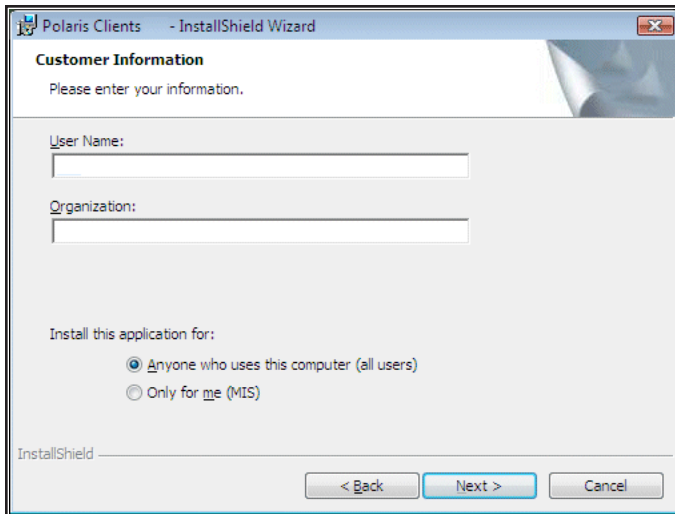 Polaris Clients - InstallShield Wizard
Customer Information
Please enter your information.
User Name:
Organization:
Install this application for:
Anyone who uses this computer (all users)
Only for me (MIS)
InstallShield
< Back Next > Cancel